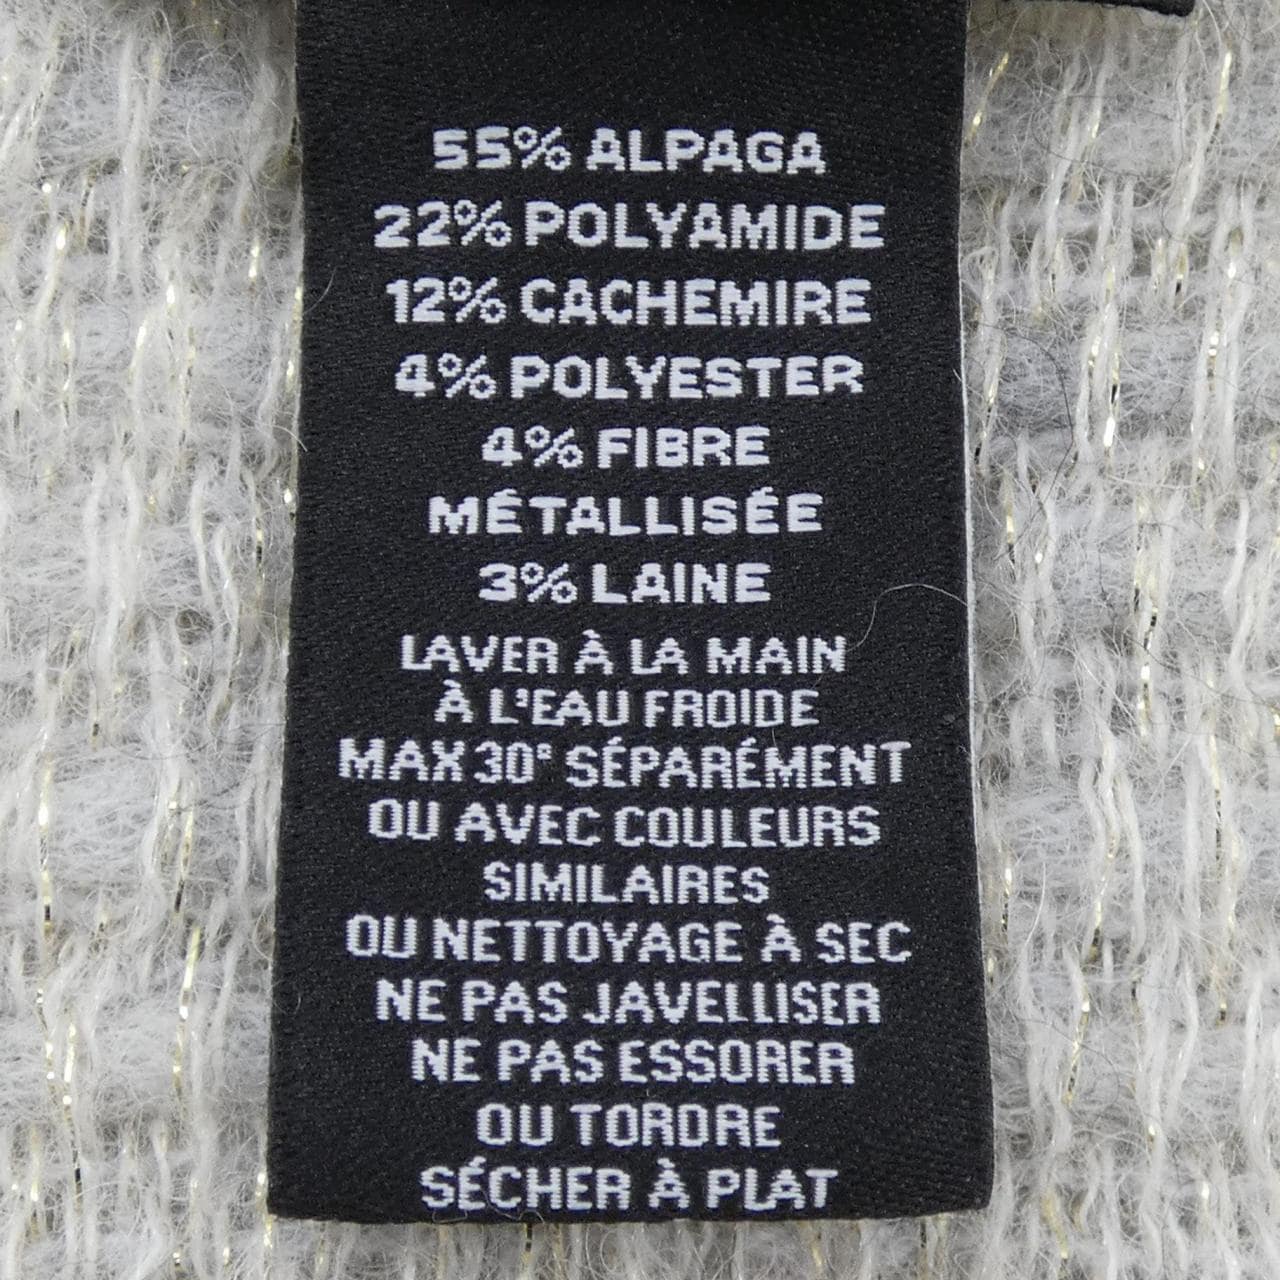 55% ALPAGA
22% POLYAMIDE
12% CACHEMIRE
4% POLYESTER
4% FIBRE
MÉTALLISÉE
3% LAINE
LAVER À LA MAIN
À L'EAU FROIDE
MAX 30° SÉPARÉMENT
OU AVEC COULEURS
SIMILAIRES
OU NETTOYAGE À SEC
NE PAS JAVELLISER
NE PAS ESSORER
OU TORDRE
SÉCHER À PLAT